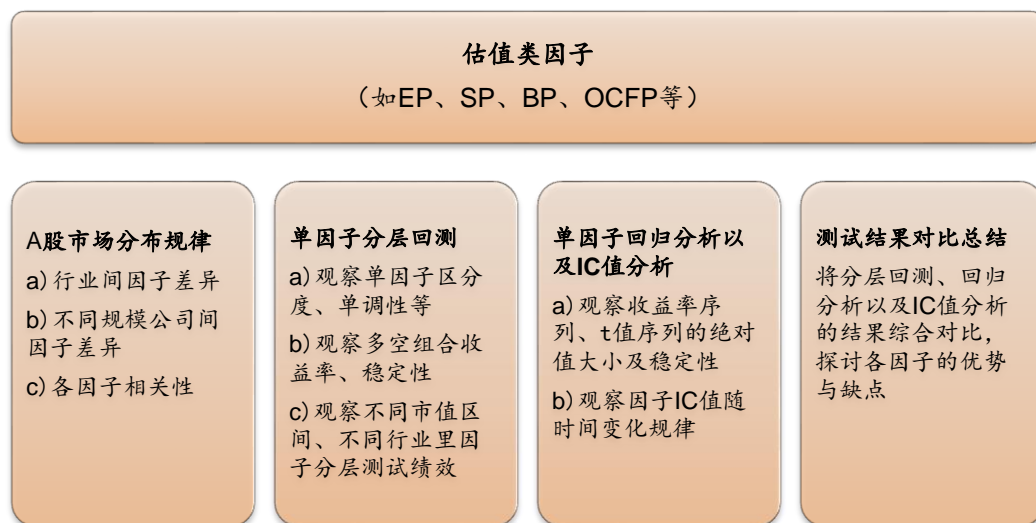 估值类因子
（如EP、SP、BP、OCFP等）
A股市场分布规律
a)行业间因子差异
b)不同规模公司间
因子差异
c)各因子相关性
单因子分层回测
a)观察单因子区分
度、单调性等
b)观察多空组合收
益率、稳定性
c)观察不同市值区
间、不同行业里因
子分层测试绩效
单因子回归分析以
及IC值分析
a)观察收益率序
列、t值序列的绝对
值大小及稳定性
b)观察因子IC值随
时间变化规律
测试结果对比总结
将分层回测、回归
分析以及IC值分析
的结果综合对比，
探讨各因子的优势
与缺点